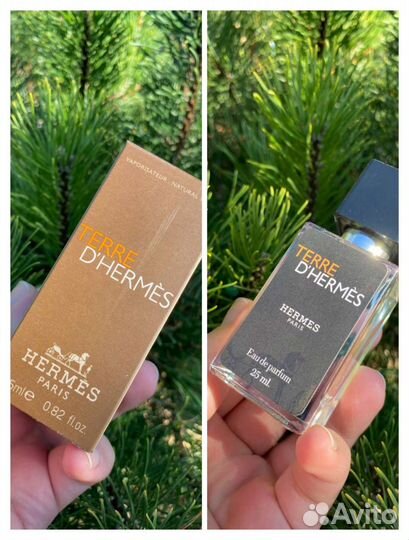 VAPORISATEUR · NATURAL
TERRE
D'HERMÈS
HERMÈS
PARIS
5ml e 0.82 fl.oz
TERRE
D'HERMÈS
HERMES
PARIS
Eau de parfum
25 ml.
Avito